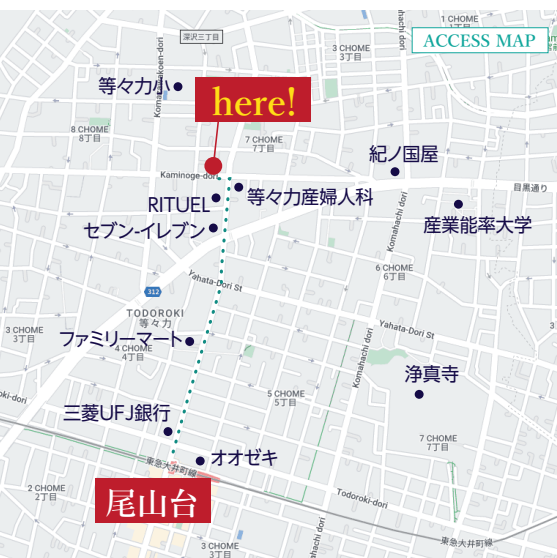 1 CHOME
1丁目
ACCESS MAP
深沢三丁目
3 CHOME
3丁目
Komahachi dori
等々力小
here!
8 CHOME
8丁目
7 CHOME
7丁目
紀ノ国屋
Kaminoge-dori
目黒通り
RITUEL
等々力産婦人科
セブン-イレブン
産業能率大学
Komahachi dori
6 CHOME
6丁目
Yahata-Dori St
312
TODOROKI
等々力
Yahata-Dori St
3 CHOME
3丁目
ファミリーマート
4 CHOME
4丁目
Komahachi dori
浄真寺
5 CHOME
5丁目
三菱UFJ銀行
7 CHOME
7丁目
オオゼキ
東急大井町線
2 CHOME
2丁目
尾山台
Todoroki-dori
東急大井町線
3 CHOME
3丁目